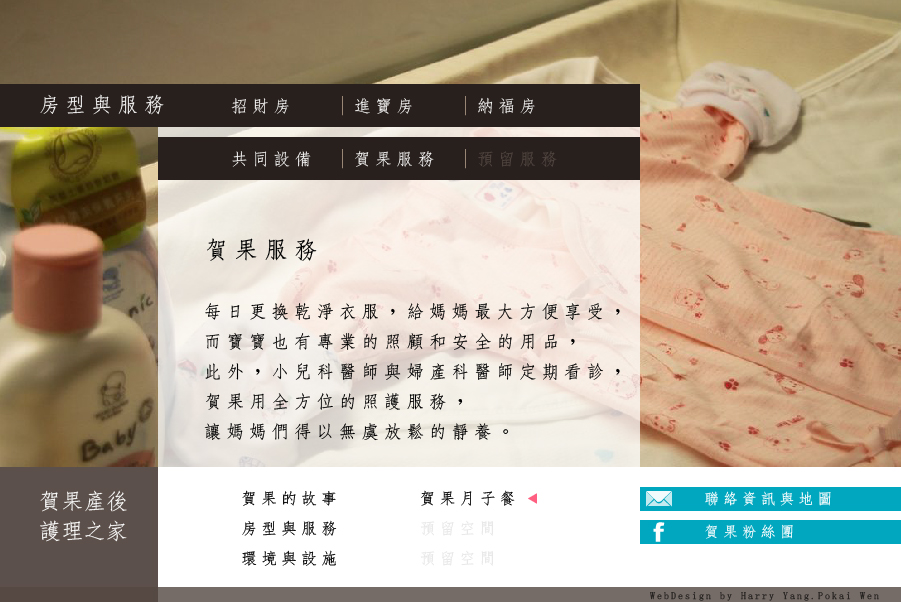 房型與服務 招財房 進寶房 納福房
共同設備 賀果服務 預留服務
賀果服務
每日更換乾淨衣服，給媽媽最大方便享受，
而寶寶也有專業的照顧和安全的用品，
此外，小兒科醫師與婦產科醫師定期看診，
賀果用全方位的照護服務，
讓媽媽們得以無虞放鬆的靜養。
Baby
賀果產後
護理之家
賀果的故事 賀果月子餐
房型與服務 預留空間
環境與設施 預留空間
聯絡資訊與地圖
賀果粉絲團
WebDesign by Harry Yang.Pokai Wen